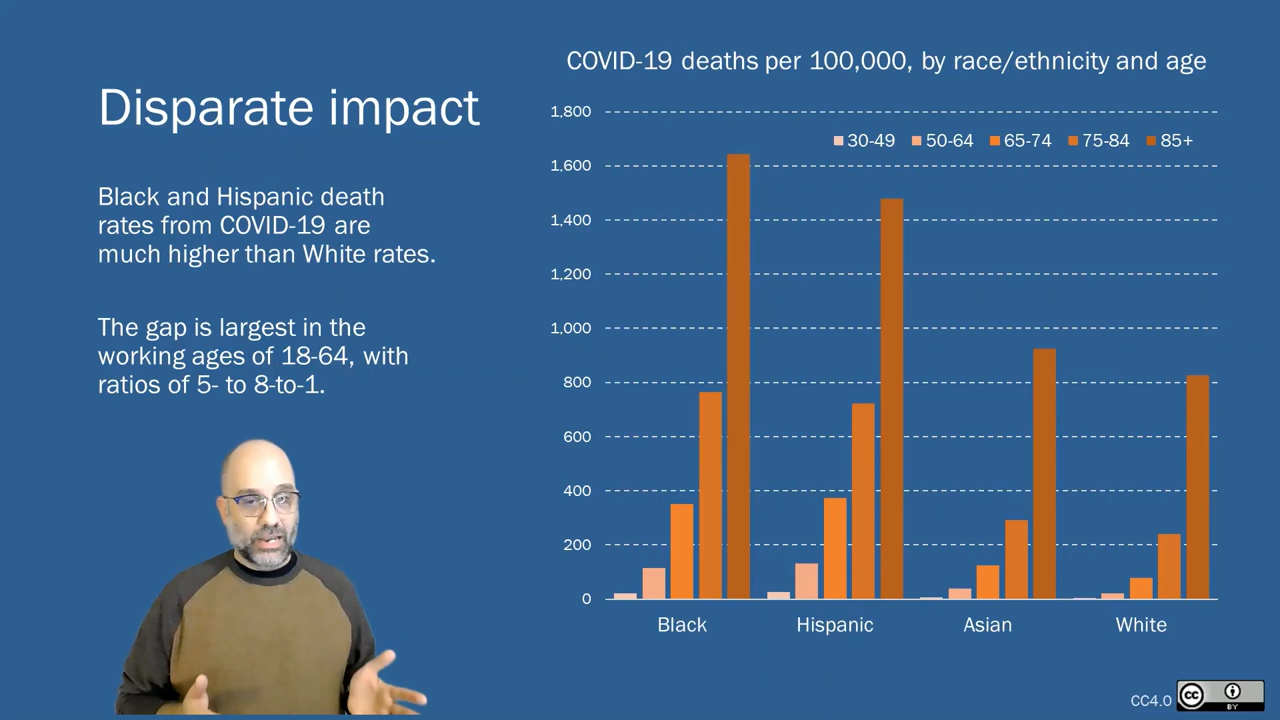 COVID-19 deaths per 100,000, by race/ethnicity and age
Disparate impact
Black and Hispanic death
rates from COVID-19 are
much higher than White rates.
The gap is largest in the
working ages of 18-64, with
ratios of 5- to 8-to-1.
30-49 50-64 65-74 75-84 85+
1,800
1,600
1,400
1,200
1,000
800
600
400
200
0
Black Hispanic Asian White
CC4.0 CC BY